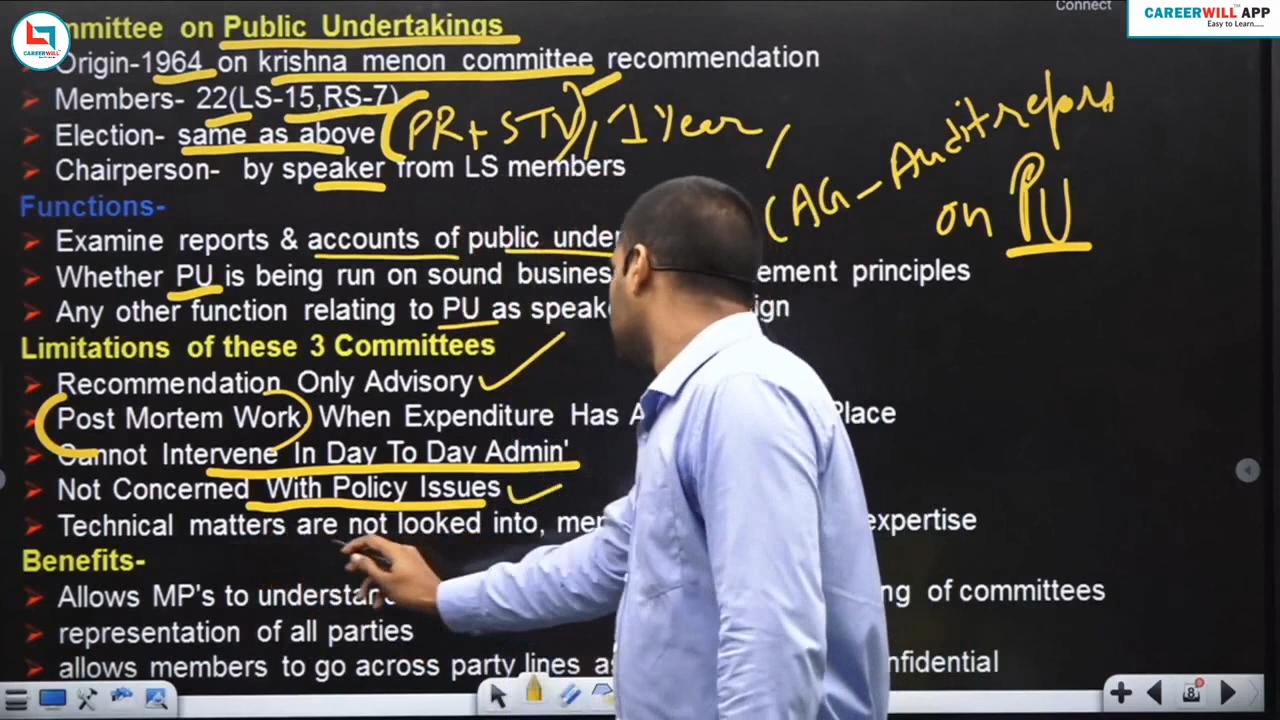 Connect
CAREERWILL APP
Easy to Learn......
CAREERWILL
mmittee on Public Undertakings
Origin-1964 on krishna menon committee recommendation
Members- 22(LS-15,RS-7)
Election- same as above (PR+STV), 1 Year,
Chairperson- by speaker from LS members
(AG - Audit report
on PU
Functions-
Examine reports & accounts of public under
Whether PU is being run on sound busines ement principles
Any other function relating to PU as speak ign
Limitations of these 3 Committees
Recommendation Only Advisory
Post Mortem Work When Expenditure Has A Place
Cannot Intervene In Day To Day Admin'
Not Concerned With Policy Issues
Technical matters are not looked into, me expertise
Benefits-
Allows MP's to understan ng of committees
representation of all parties
allows members to go across party lines as nfidential
8